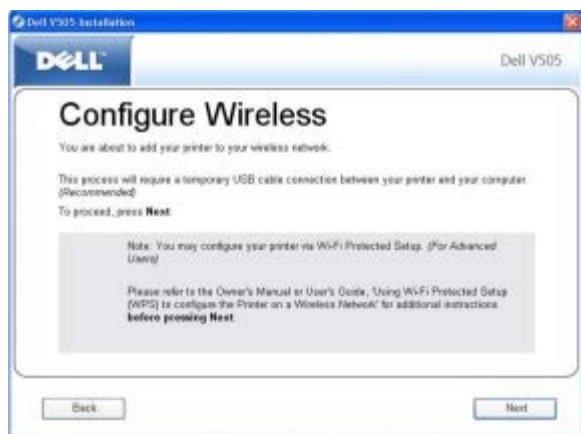 Dell V505 Installation
DELL
Dell V505
Configure Wireless
You are about to add your printer to your wireless network.
This process will require a temporary USB cable connection between your printer and your computer.
(Recommended)
To proceed, press Next
Note: You may configure your printer via Wi-Fi Protected Setup. (For Advanced
Users)
Please refer to the Owner's Manual or User's Guide, 'Using Wi-Fi Protected Setup
(WPS) to configure the Printer on a Wireless Network' for additional instructions
before pressing Next
Back
Next